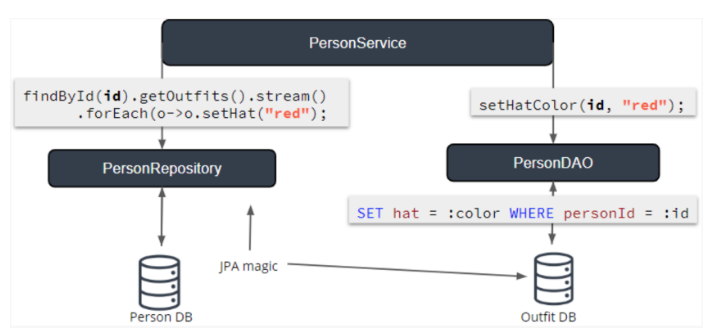 PersonService
findById(id).getOutfits().stream()
.forEach(o->o.setHat("red");
setHatColor(id, "red");
PersonRepository
PersonDAO
SET hat = :color WHERE personId = :id
JPA magic
Person DB
Outfit DB